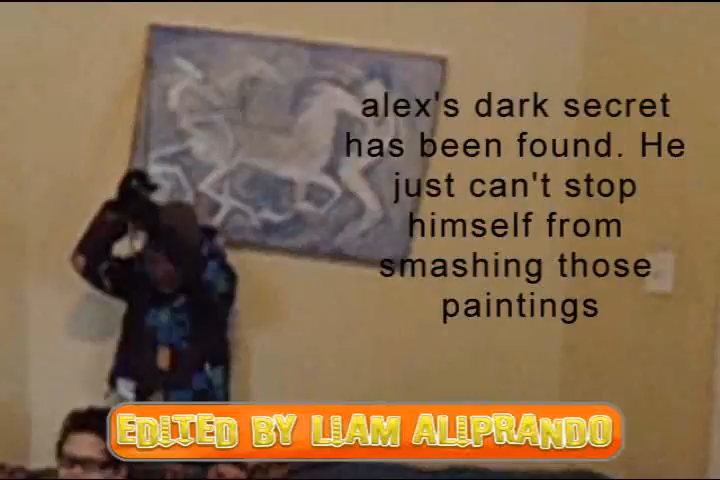 alex's dark secret
has been found. He
just can't stop
himself from
smashing those
paintings
EDITED BY LIAM ALIPRANDO